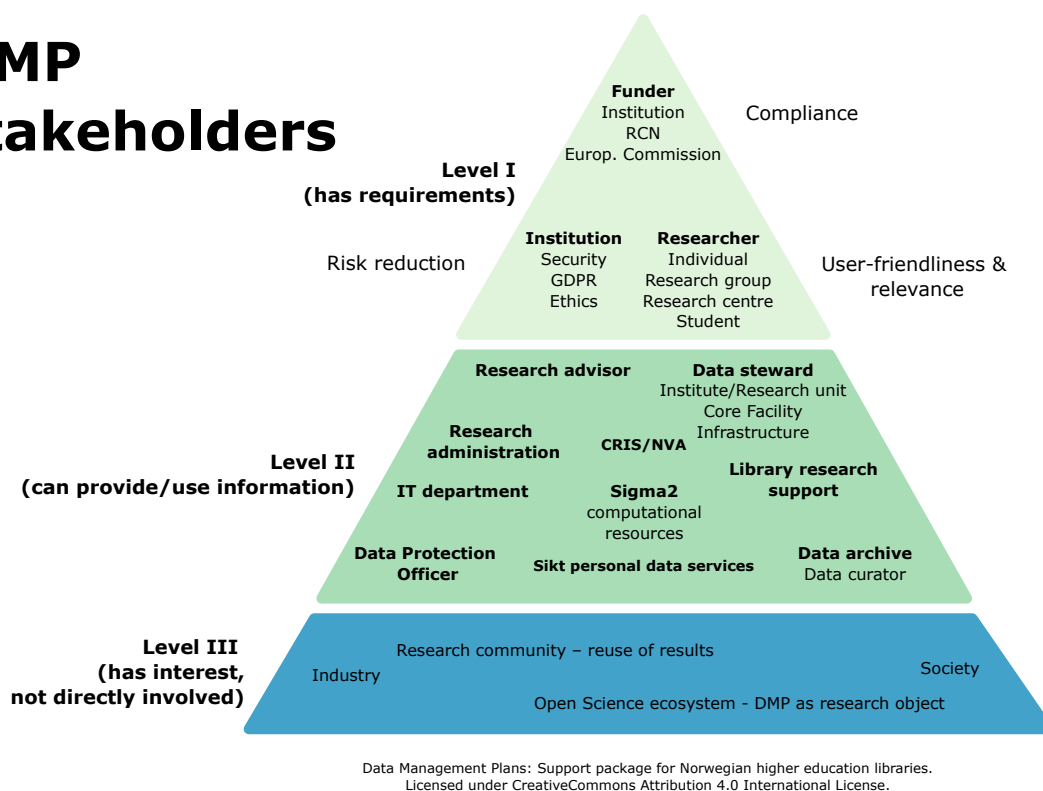 MP
takeholders
Funder
Institution
RCN
Europ. Commission
Compliance
Level I
(has requirements)
Risk reduction
Institution
Security
GDPR
Ethics
Researcher
Individual
Research group
Research centre
Student
User-friendliness &
relevance
Research advisor
Data steward
Institute/Research unit
Core Facility
Infrastructure
Research
administration
CRIS/NVA
Level II
(can provide/use information)
Library research
support
IT department
Sigma2
computational
resources
Data Protection
Officer
Sikt personal data services
Data archive
Data curator
Level III
(has interest,
not directly involved)
Research community – reuse of results
Industry
Society
Open Science ecosystem - DMP as research object
Data Management Plans: Support package for Norwegian higher education libraries.
Licensed under CreativeCommons Attribution 4.0 International License.